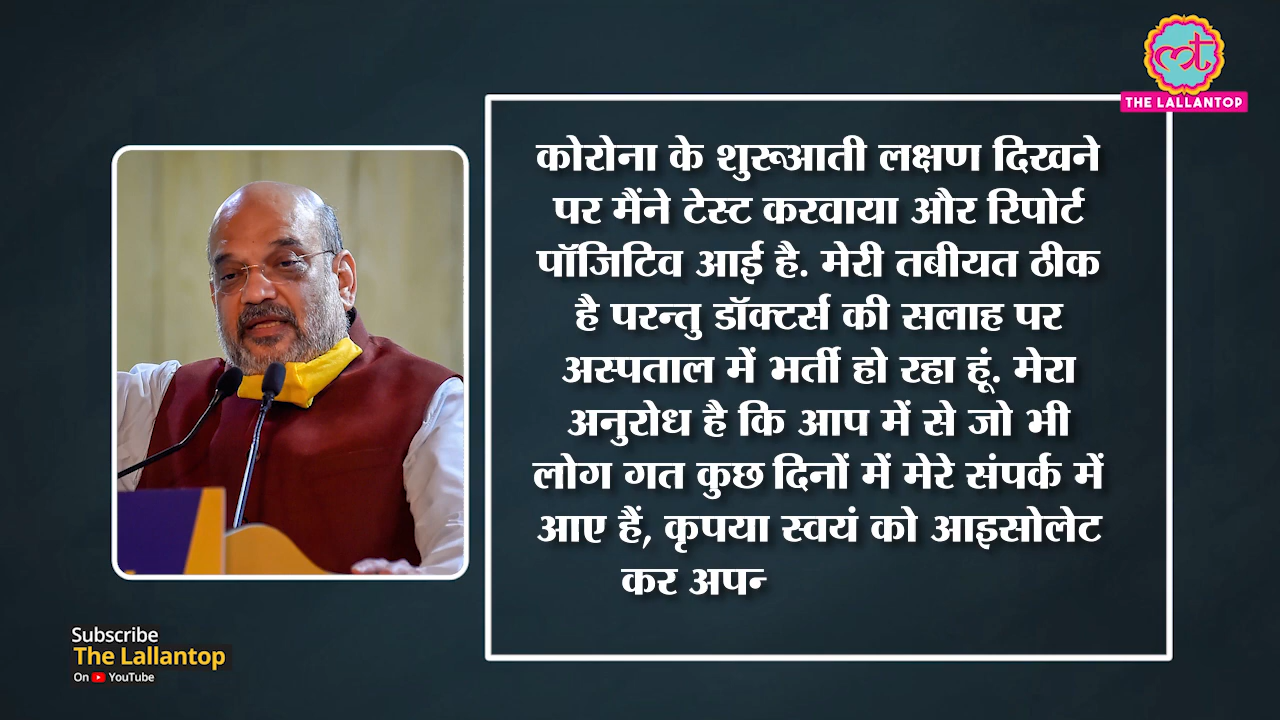 THE LALLANTOP
कोरोना के शुरूआती लक्षण दिखने
पर मैंने टेस्ट करवाया और रिपोर्ट
पॉजिटिव आई है. मेरी तबीयत ठीक
है परन्तु डॉक्टर्स की सलाह पर
अस्पताल में भर्ती हो रहा हूं. मेरा
अनुरोध है कि आप में से जो भी
लोग गत कुछ दिनों में मेरे संपर्क में
आए हैं, कृपया स्वयं को आइसोलेट
कर अपन्
Subscribe
The Lallantop
On YouTube